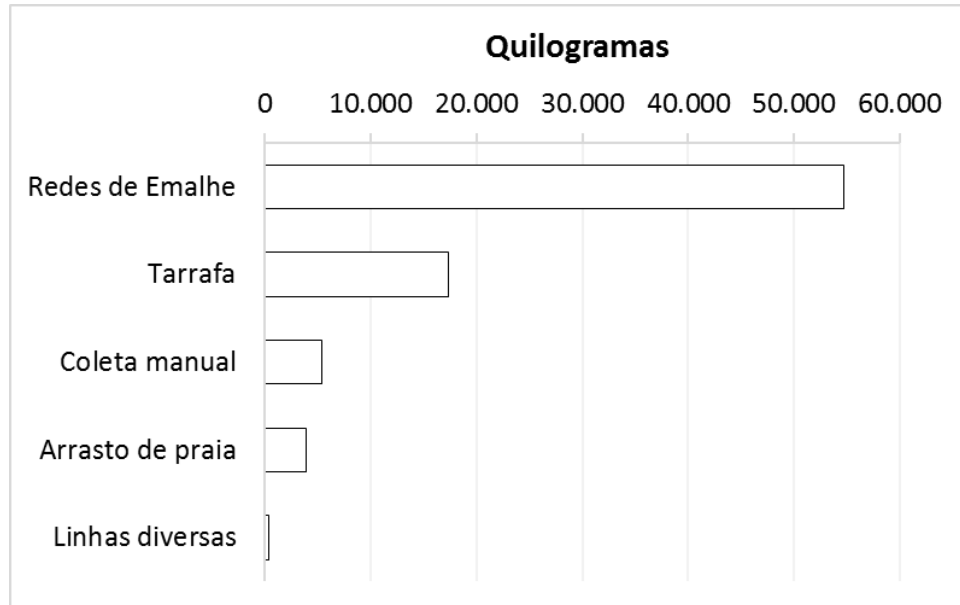 Quilogramas
0 10.000 20.000 30.000 40.000 50.000 60.000
Redes de Emalhe
Tarrafa
Coleta manual
Arrasto de praia
Linhas diversas